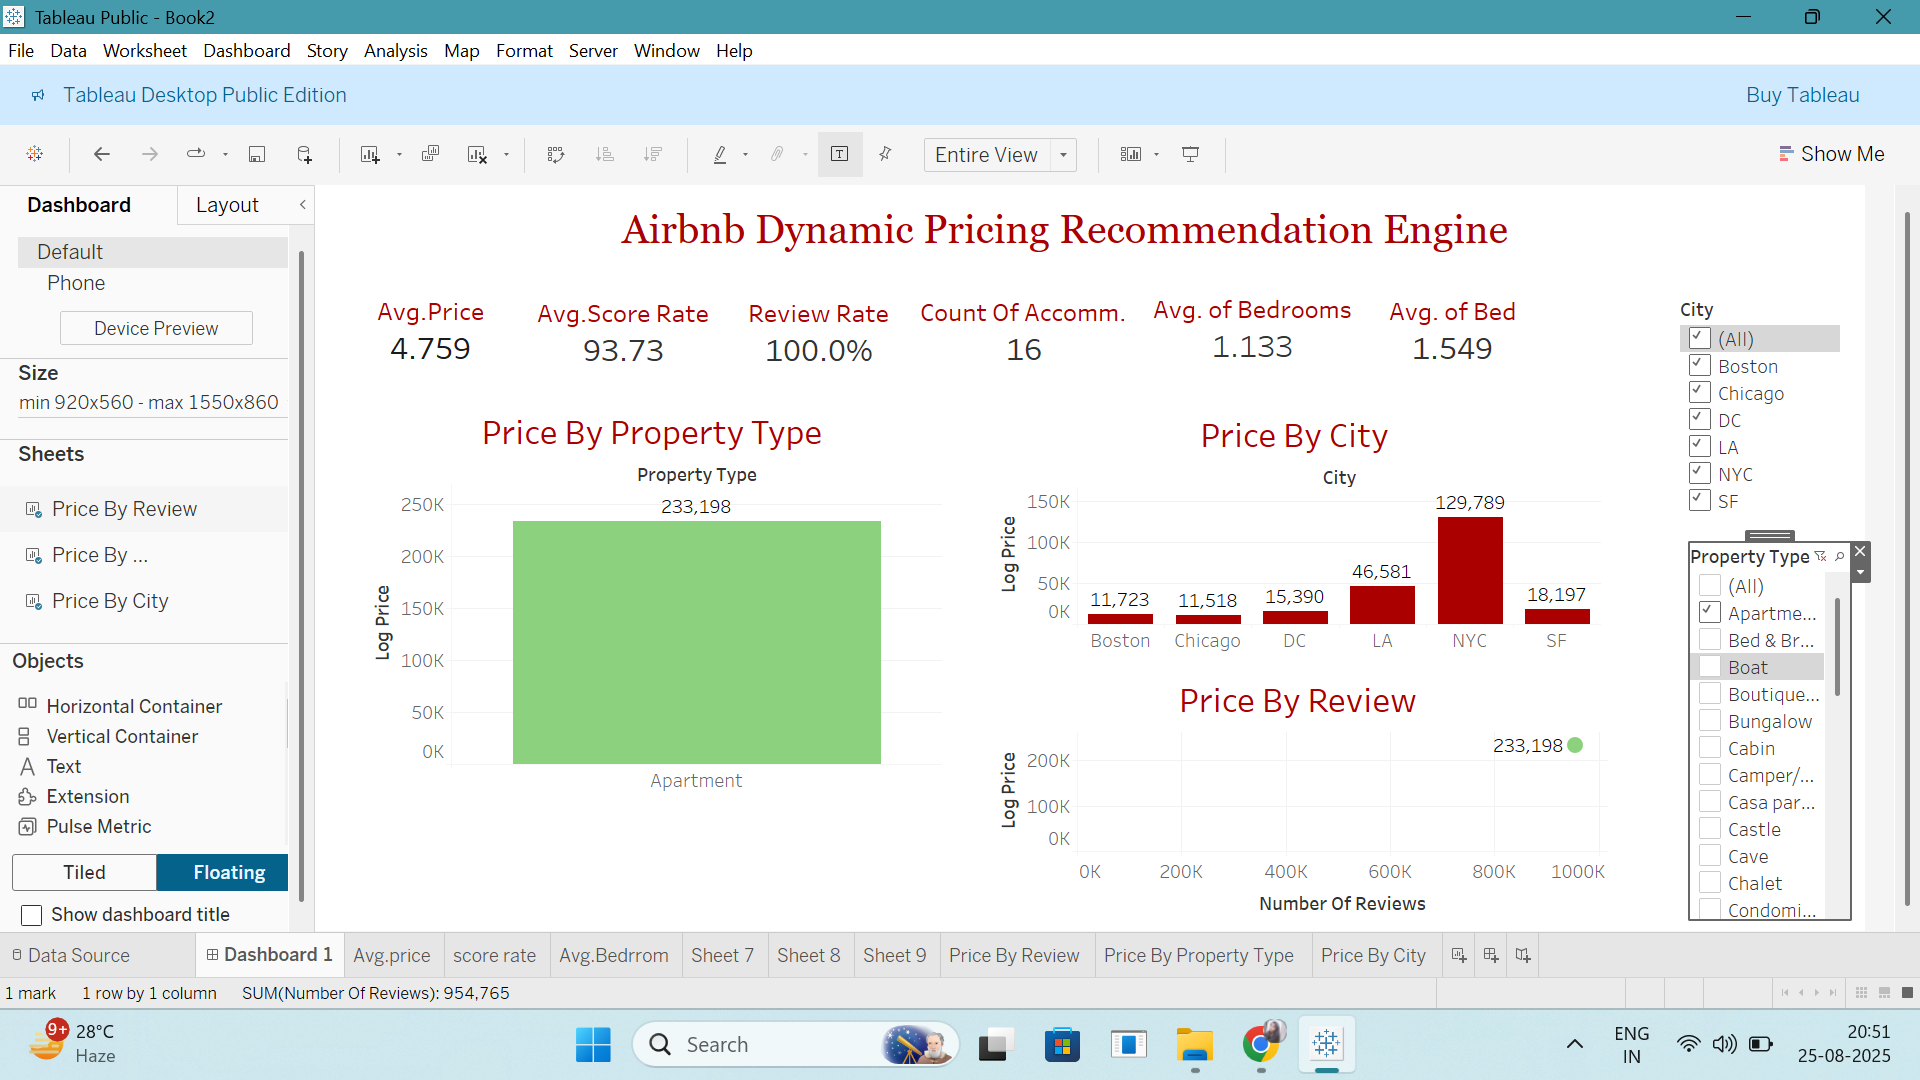 Tableau Public - Book2
File Data Worksheet Dashboard Story Analysis Map Format Server Window Help
Tableau Desktop Public Edition
Buy Tableau
Entire View
Show Me
Dashboard
Layout
Default
Phone
Device Preview
Size
min 920x560 - max 1550x860
Sheets
Price By Review
Price By ...
Price By City
Objects
Horizontal Container
Vertical Container
Text
Extension
Pulse Metric
Tiled
Floating
Show dashboard title
Airbnb Dynamic Pricing Recommendation Engine
Avg.Price
4.759
Avg.Score Rate
93.73
Review Rate
100.0%
Count Of Accomm.
16
Avg. of Bedrooms
1.133
Avg. of Bed
1.549
Price By Property Type
Property Type
Log Price
250K
200K
150K
100K
50K
0K
233,198
Apartment
Price By City
City
Log Price
150K
100K
50K
0K
11,723
11,518
15,390
46,581
129,789
18,197
Boston Chicago DC LA NYC SF
Price By Review
Log Price
200K
100K
0K
233,198
0K 200K 400K 600K 800K 1000K
Number Of Reviews
City
(All)
Boston
Chicago
DC
LA
NYC
SF
Property Type
(All)
Apartme...
Bed & Br...
Boat
Boutique...
Bungalow
Cabin
Camper/...
Casa par...
Castle
Cave
Chalet
Condomi...
Data Source
Dashboard 1
Avg.price
score rate
Avg.Bedrrom
Sheet 7
Sheet 8
Sheet 9
Price By Review
Price By Property Type
Price By City
1 mark 1 row by 1 column SUM(Number Of Reviews): 954,765
9+
28°C
Haze
Search
ENG
IN
20:51
25-08-2025